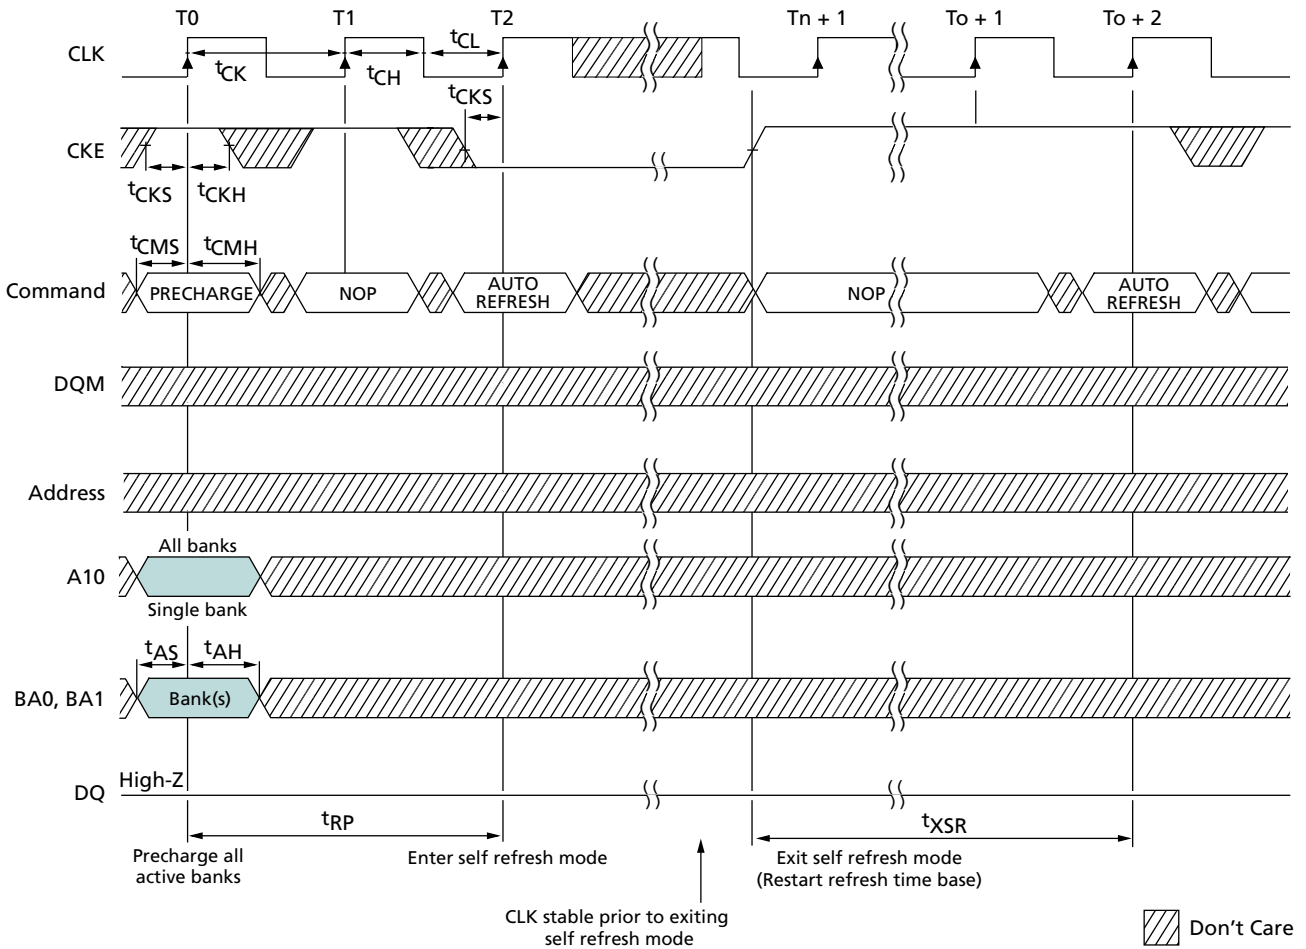 T0 T1 T2 Tn + 1 To + 1 To + 2
CLK
tCK
tCH
tCL
tCKS
CKE
tCKS tCKH
tCMS tCMH
Command PRECHARGE NOP AUTO REFRESH NOP AUTO REFRESH
DQM
Address
All banks
A10
Single bank
tAS tAH
BA0, BA1 Bank(s)
High-Z
DQ
tRP tXSR
Precharge all
active banks
Enter self refresh mode
Exit self refresh mode
(Restart refresh time base)
CLK stable prior to exiting
self refresh mode
Don't Care